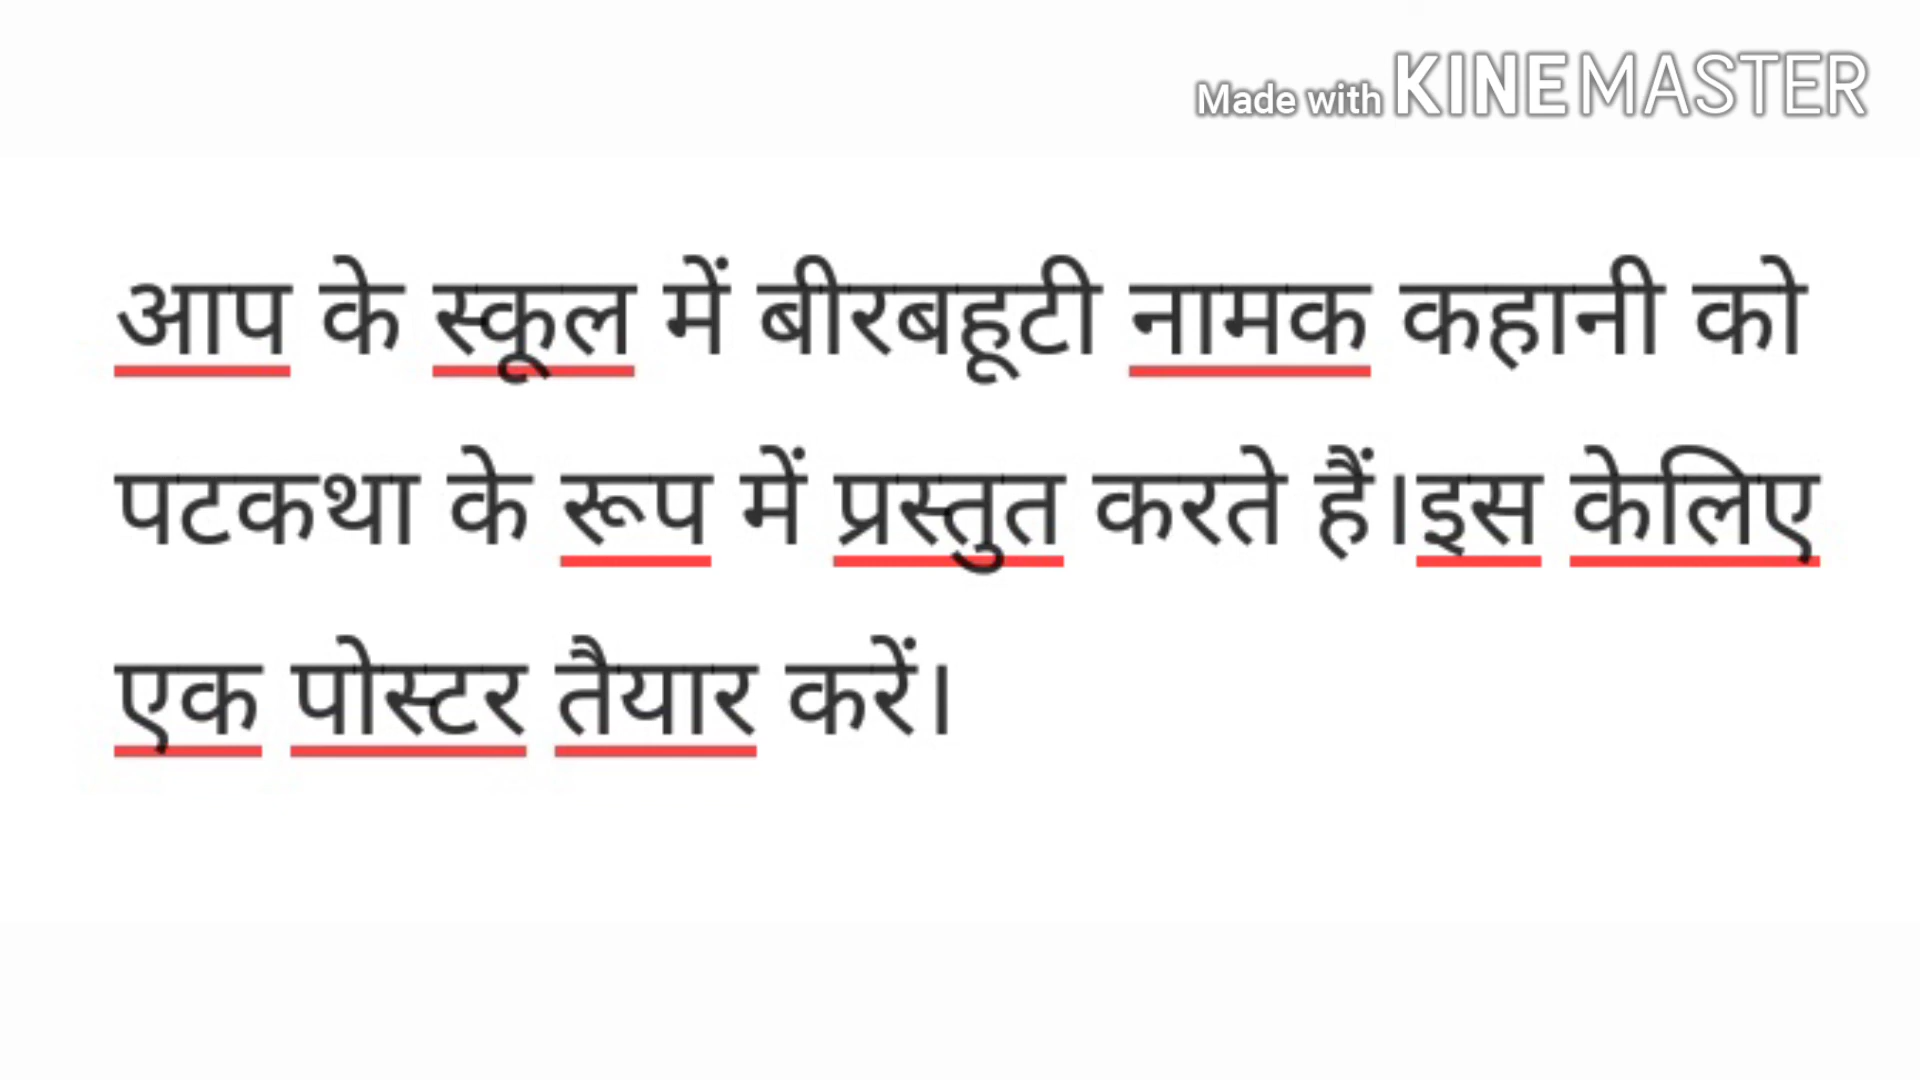 Made with KINEMASTER
आप के स्कूल में बीरबहूटी नामक कहानी को
पटकथा के रूप में प्रस्तुत करते हैं।इस केलिए
एक पोस्टर तैयार करें।